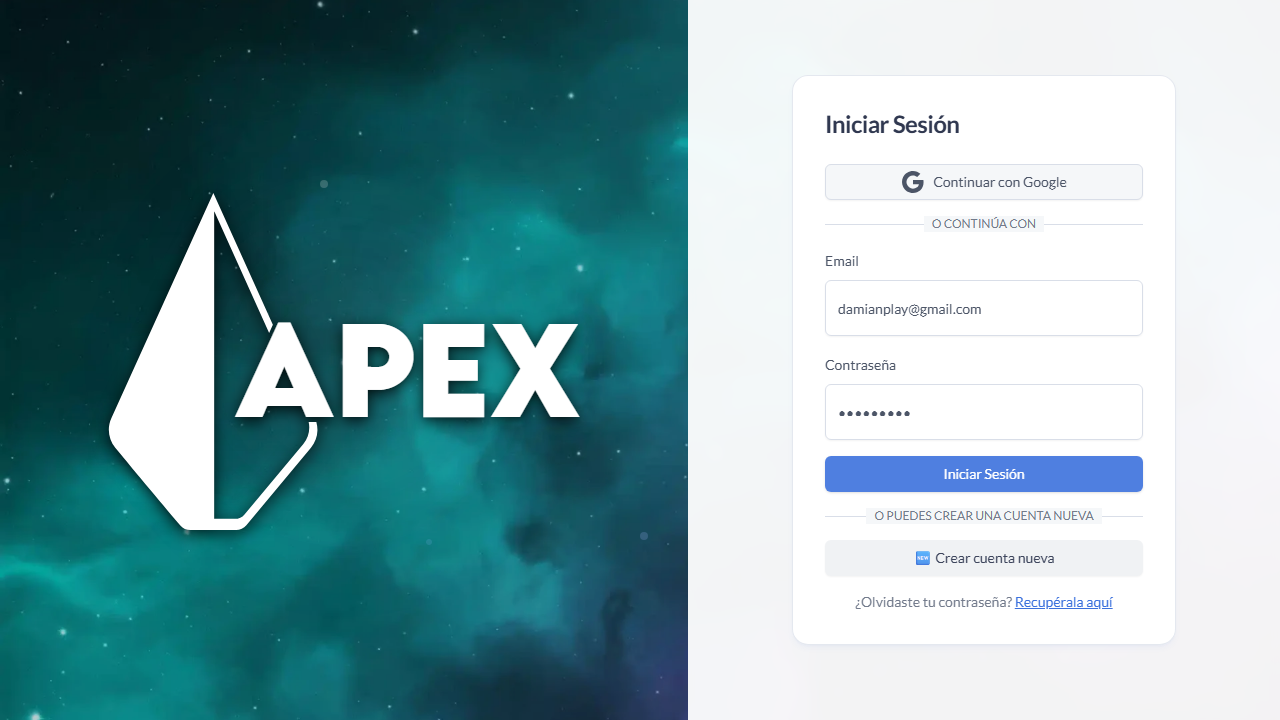 APEX
Iniciar Sesión
Continuar con Google
O CONTINÚA CON
Email
damianplay@gmail.com
Contraseña
•••••••••
Iniciar Sesión
O PUEDES CREAR UNA CUENTA NUEVA
🆕 Crear cuenta nueva
¿Olvidaste tu contraseña? Recupérala aquí